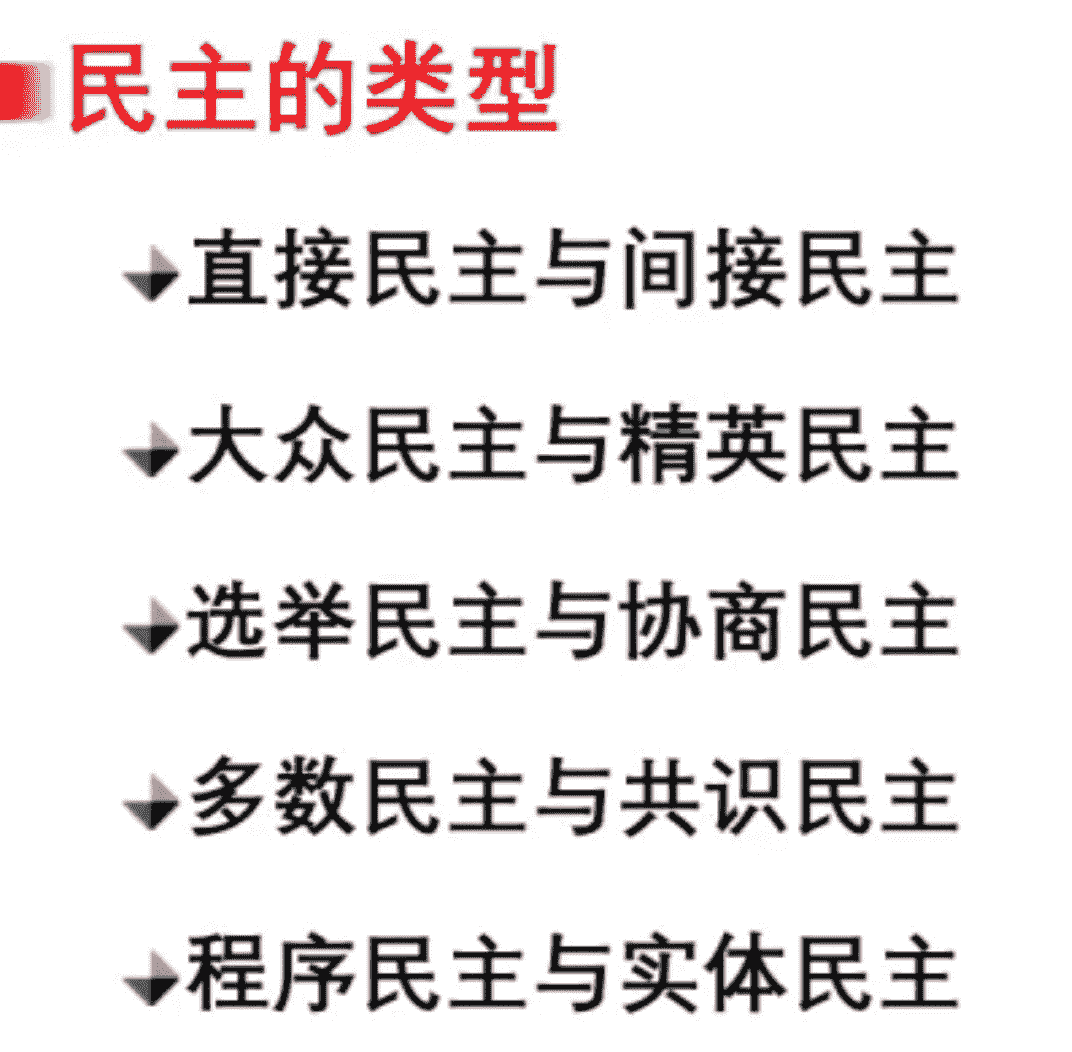 民主的类型
直接民主与间接民主
大众民主与精英民主
选举民主与协商民主
多数民主与共识民主
程序民主与实体民主